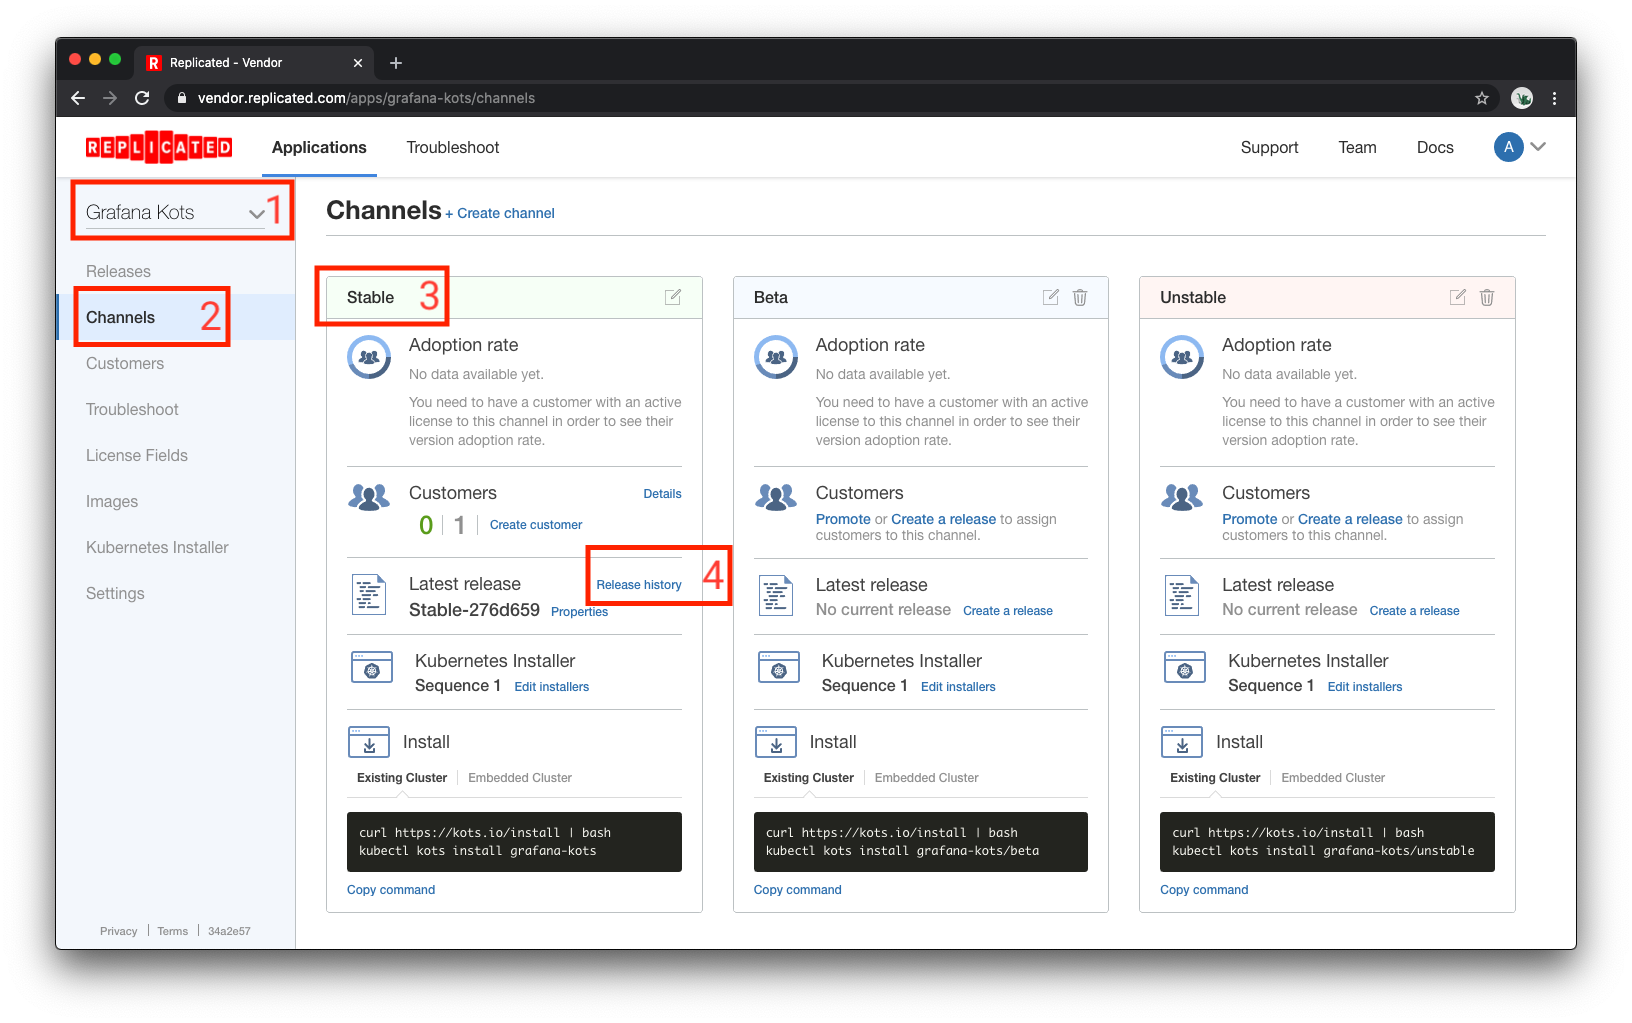 Replicated - Vendor
vendor.replicated.com/apps/grafana-kots/channels
REPLICATED
Applications
Troubleshoot
Support
Team
Docs
A
Grafana Kots
1
Releases
Channels
2
Customers
Troubleshoot
License Fields
Images
Kubernetes Installer
Settings
Privacy | Terms | 34a2e57
Channels + Create channel
Stable
3
Adoption rate
No data available yet.
You need to have a customer with an active
license to this channel in order to see their
version adoption rate.
Customers
Details
0 | 1 | Create customer
Latest release
Release history
4
Stable-276d659 Properties
Kubernetes Installer
Sequence 1 Edit installers
Install
Existing Cluster | Embedded Cluster
curl https://kots.io/install | bash
kubectl kots install grafana-kots
Copy command
Beta
Adoption rate
No data available yet.
You need to have a customer with an active
license to this channel in order to see their
version adoption rate.
Customers
Promote or Create a release to assign
customers to this channel.
Latest release
No current release Create a release
Kubernetes Installer
Sequence 1 Edit installers
Install
Existing Cluster | Embedded Cluster
curl https://kots.io/install | bash
kubectl kots install grafana-kots/beta
Copy command
Unstable
Adoption rate
No data available yet.
You need to have a customer with an active
license to this channel in order to see their
version adoption rate.
Customers
Promote or Create a release to assign
customers to this channel.
Latest release
No current release Create a release
Kubernetes Installer
Sequence 1 Edit installers
Install
Existing Cluster | Embedded Cluster
curl https://kots.io/install | bash
kubectl kots install grafana-kots/unstable
Copy command